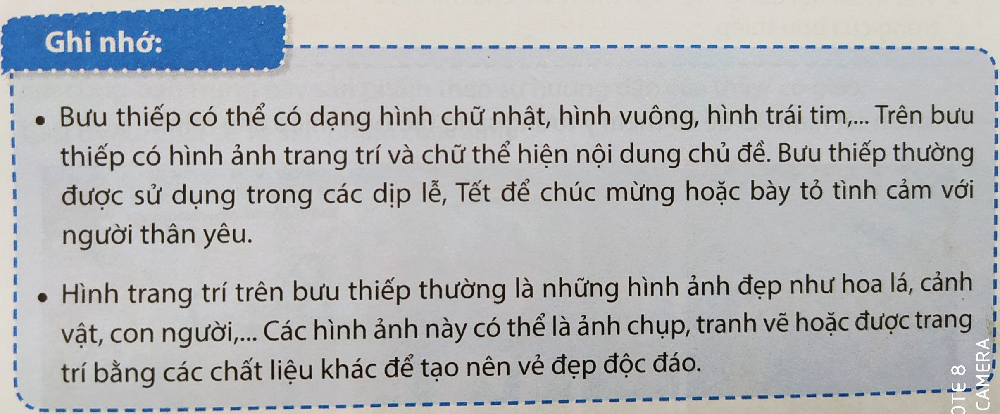 Ghi nhớ:
• Bưu thiếp có thể có dạng hình chữ nhật, hình vuông, hình trái tim,... Trên bưu
thiếp có hình ảnh trang trí và chữ thể hiện nội dung chủ đề. Bưu thiếp thường
được sử dụng trong các dịp lễ, Tết để chúc mừng hoặc bày tỏ tình cảm với
người thân yêu.
• Hình trang trí trên bưu thiếp thường là những hình ảnh đẹp như hoa lá, cảnh
vật, con người,... Các hình ảnh này có thể là ảnh chụp, tranh vẽ hoặc được trang
trí bằng các chất liệu khác để tạo nên vẻ đẹp độc đáo.
OTE 8
CAMERA